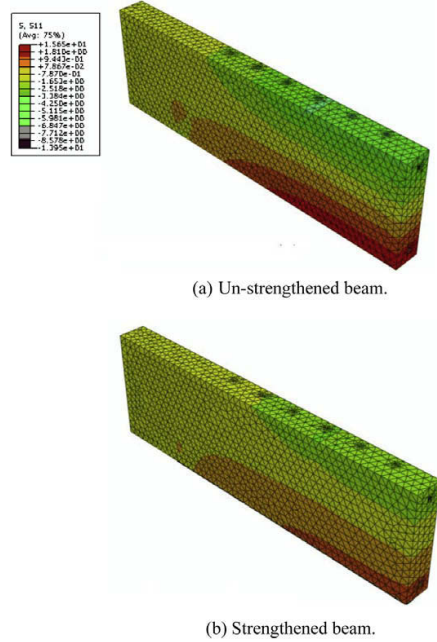 S, S11
(Avg: 75%)
+1.565e+01
+1.810e+00
+9.443e-01
+7.867e-02
-7.870e-01
-1.653e+00
-2.518e+00
-3.384e+00
-4.250e+00
-5.115e+00
-5.981e+00
-6.847e+00
-7.712e+00
-8.578e+00
-1.395e+01
(a) Un-strengthened beam.
(b) Strengthened beam.